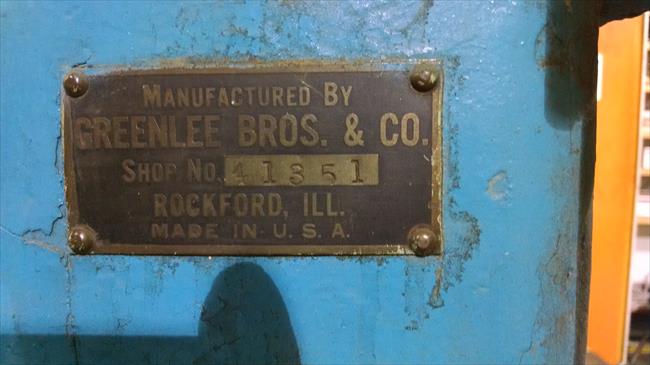 MANUFACTURED BY
GREENLEE BROS. & CO.
SHOP NO. 41351
ROCKFORD, ILL.
MADE IN U.S.A.